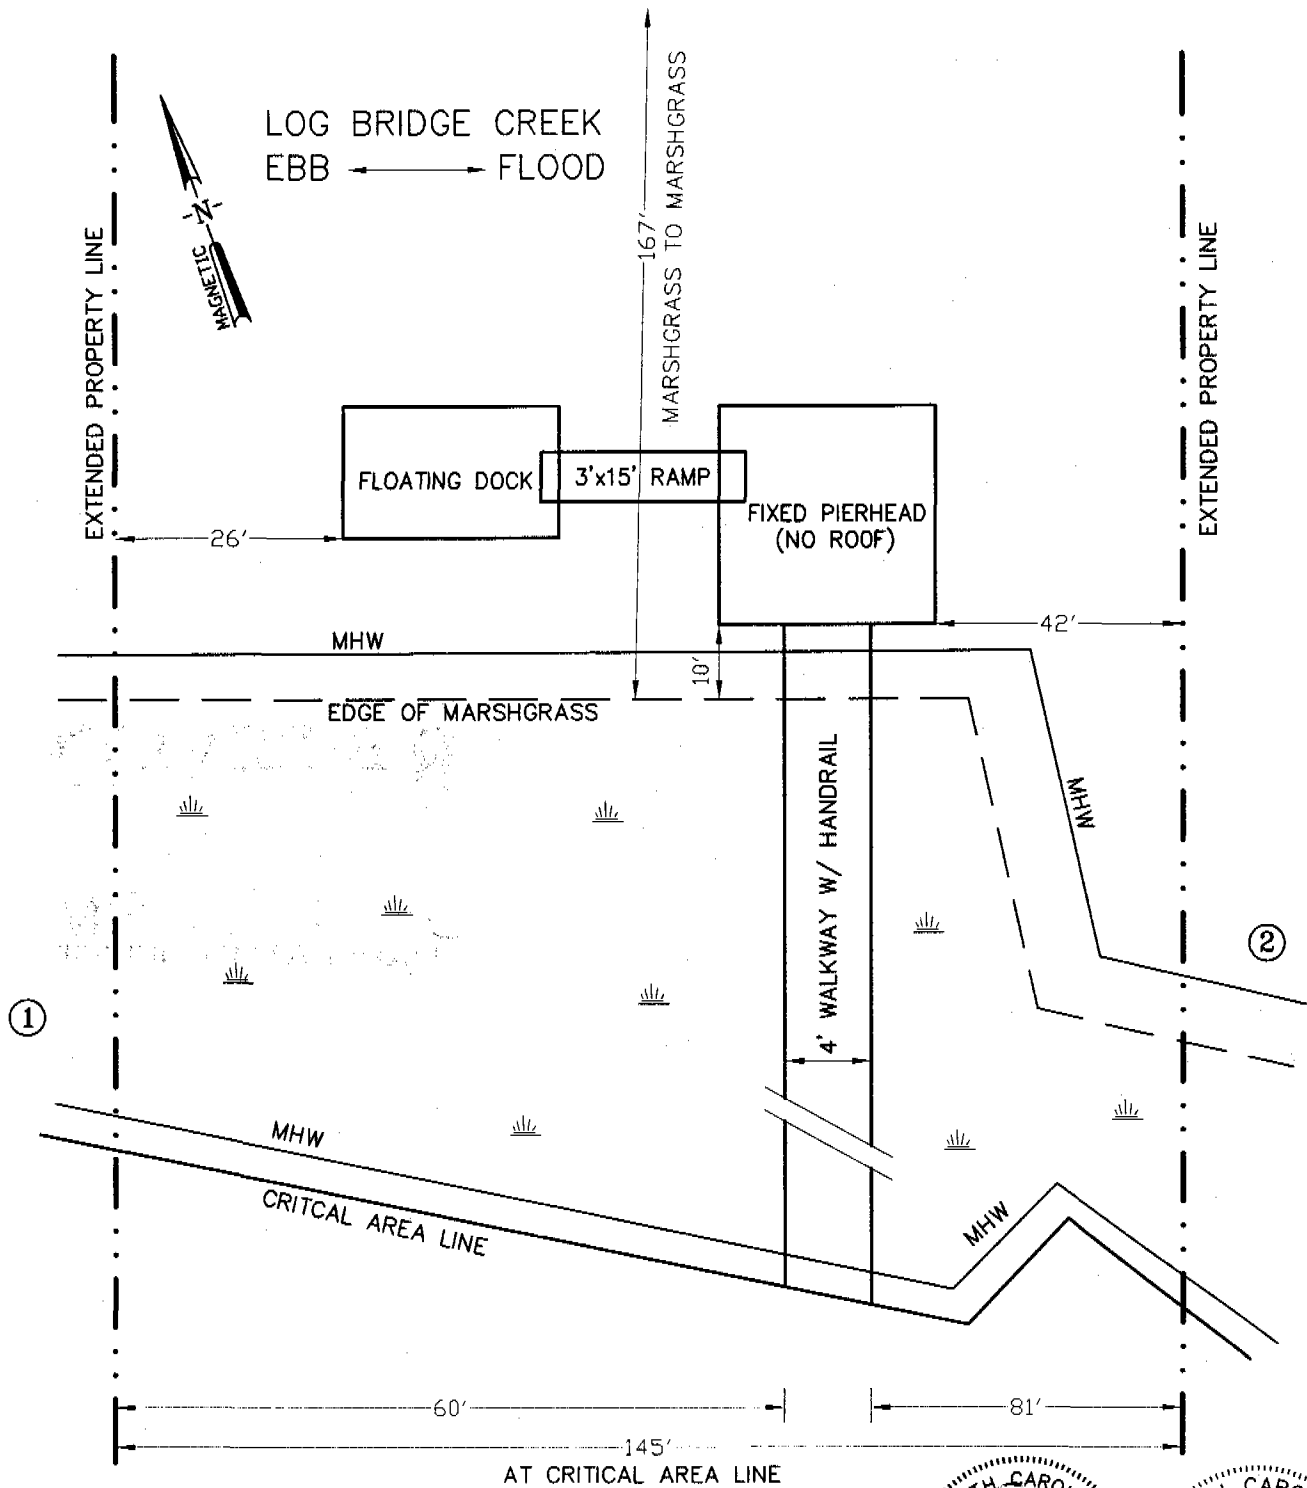 LOG BRIDGE CREEK
EBB FLOOD
N
MAGNETIC
EXTENDED PROPERTY LINE
167'
MARSHGRASS TO MARSHGRASS
EXTENDED PROPERTY LINE
FLOATING DOCK
3'x15' RAMP
FIXED PIERHEAD
(NO ROOF)
26'
42'
MHW
10'
EDGE OF MARSHGRASS
MHW
4' WALKWAY W/ HANDRAIL
1
2
MHW
CRITCAL AREA LINE
MHW
60'
81'
145'
AT CRITICAL AREA LINE